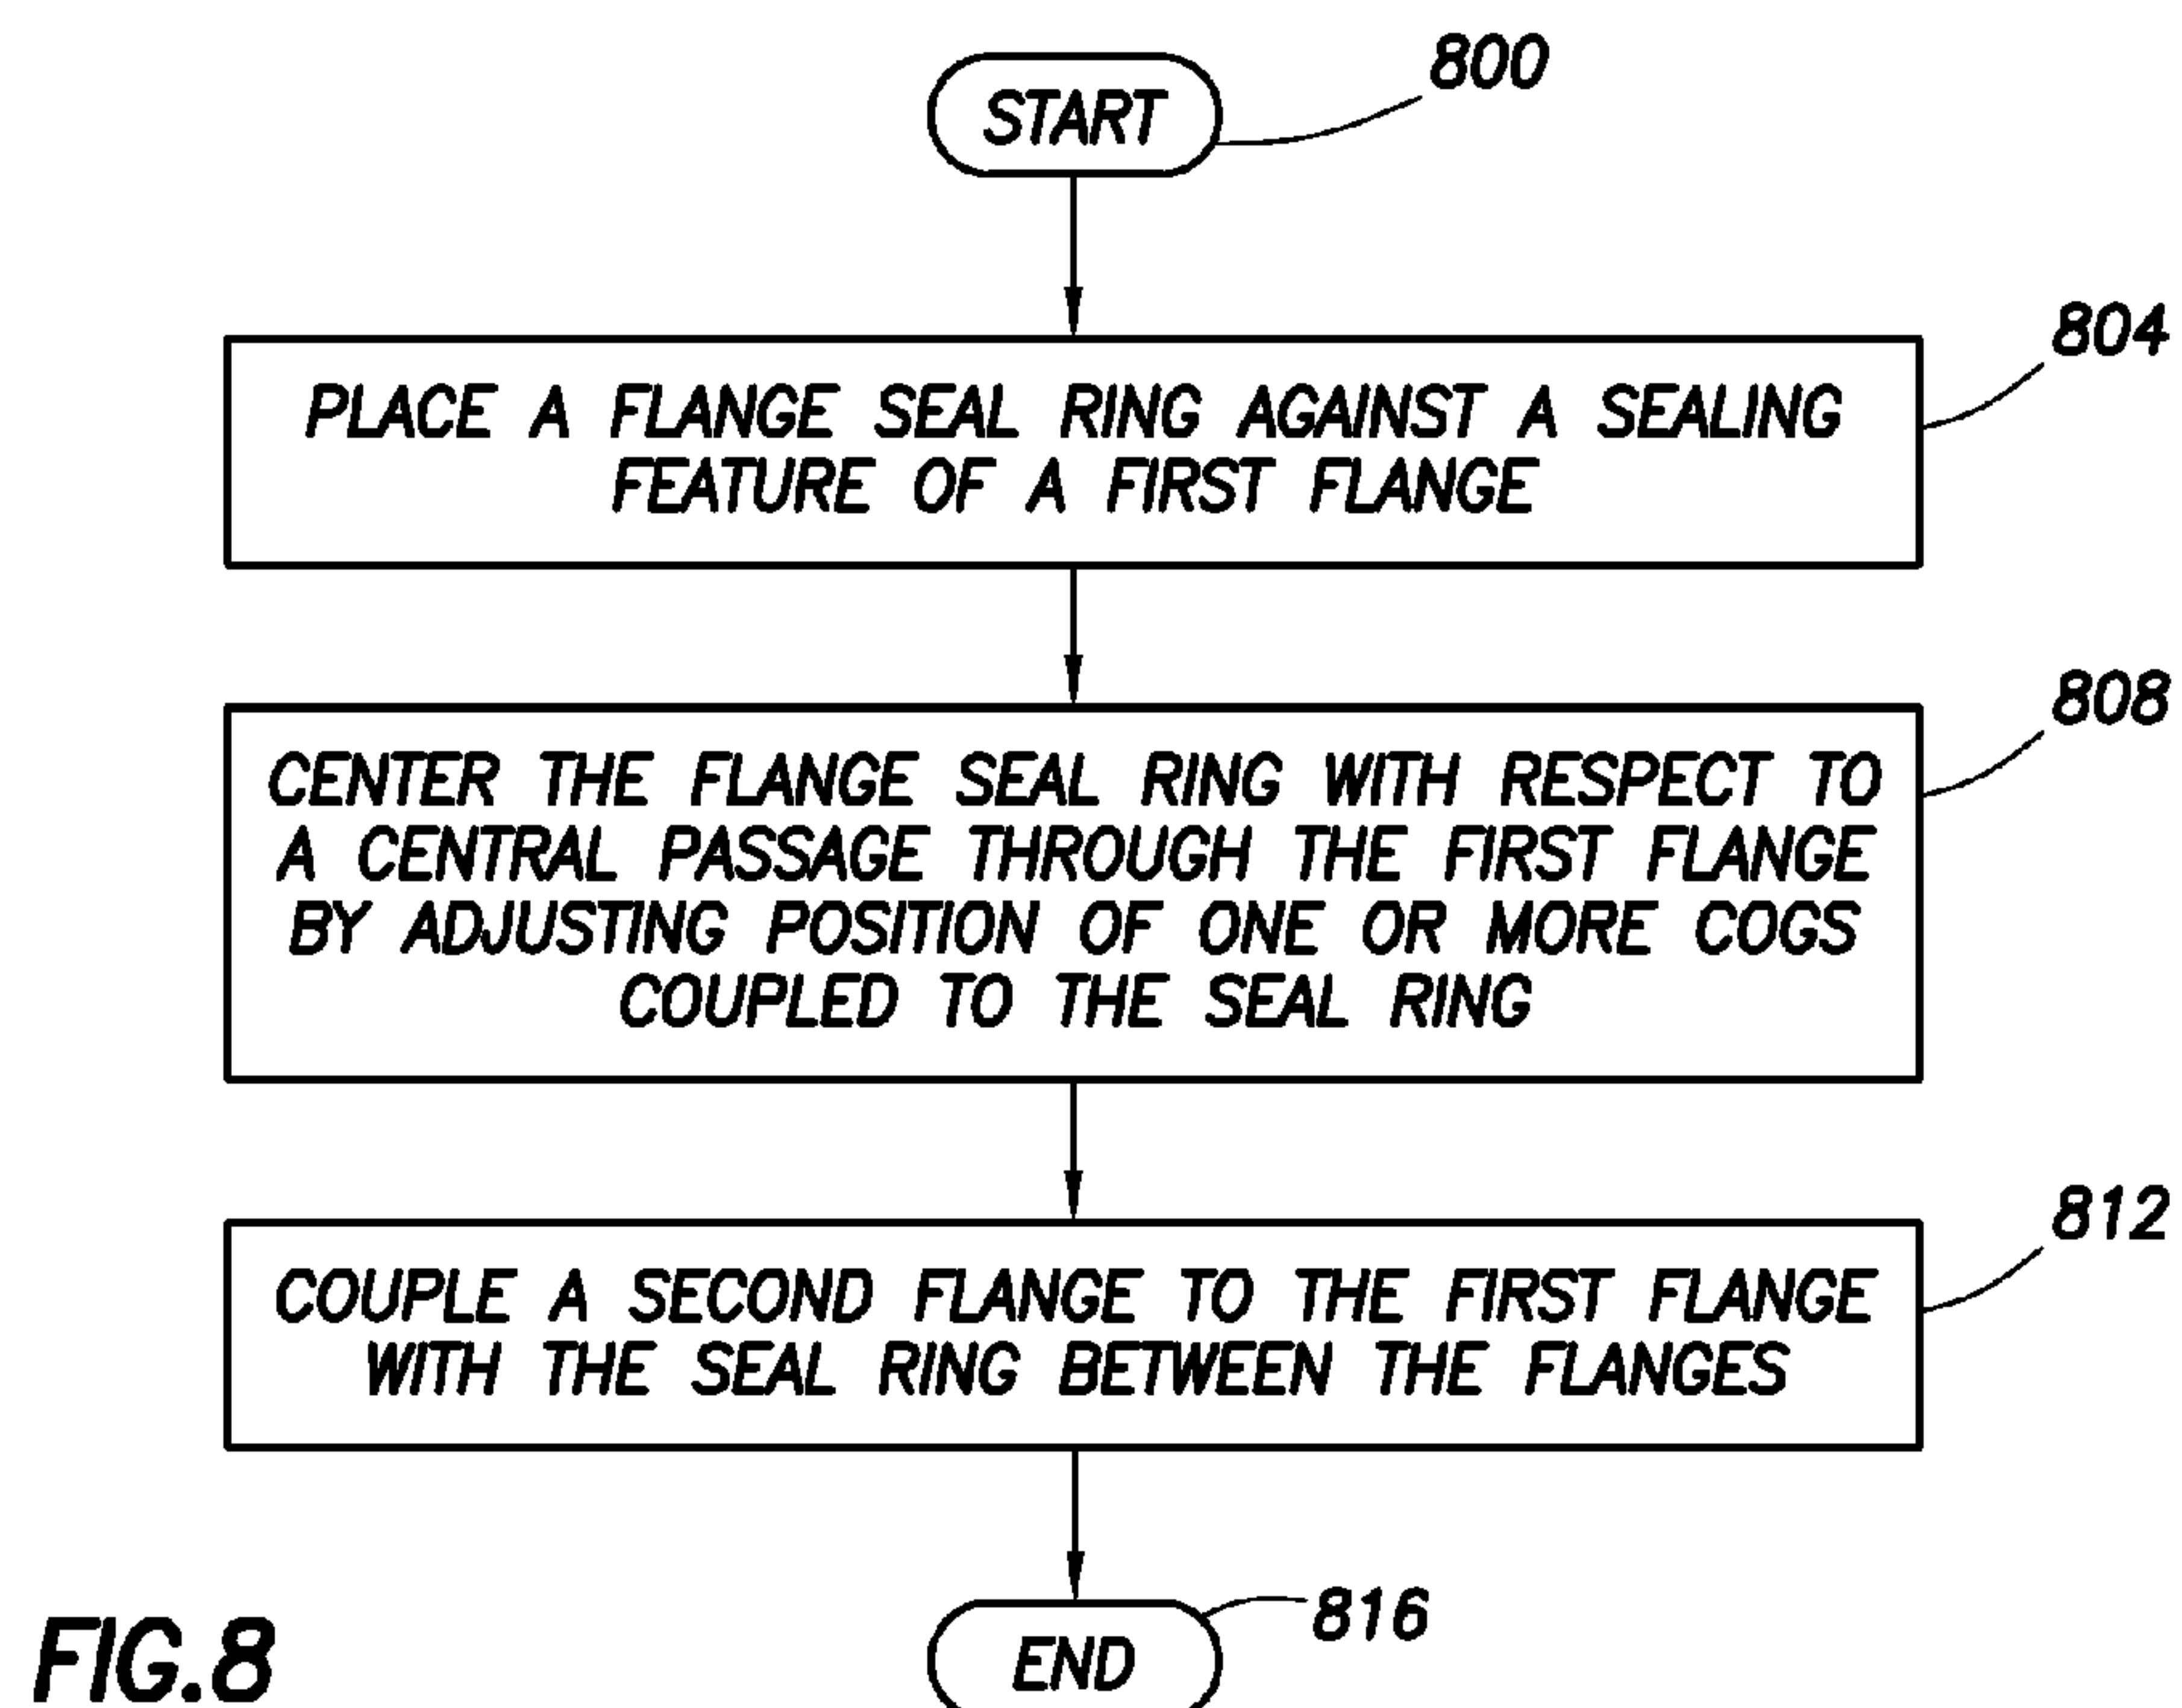 START
800
804
PLACE A FLANGE SEAL RING AGAINST A SEALING
FEATURE OF A FIRST FLANGE
808
CENTER THE FLANGE SEAL RING WITH RESPECT TO
A CENTRAL PASSAGE THROUGH THE FIRST FLANGE
BY ADJUSTING POSITION OF ONE OR MORE COGS
COUPLED TO THE SEAL RING
812
COUPLE A SECOND FLANGE TO THE FIRST FLANGE
WITH THE SEAL RING BETWEEN THE FLANGES
816
END
FIG.8